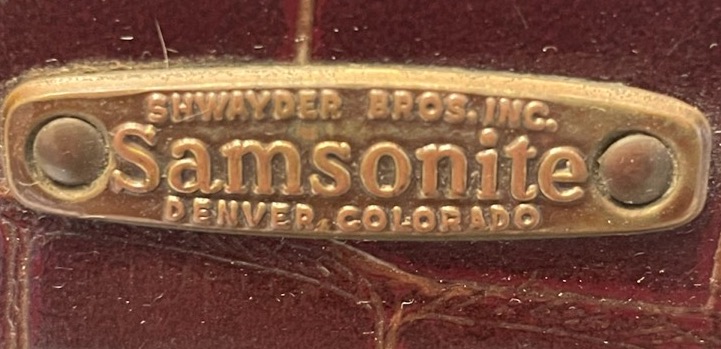 SHWAYDER BROS. INC.
Samsonite
DENVER, COLORADO